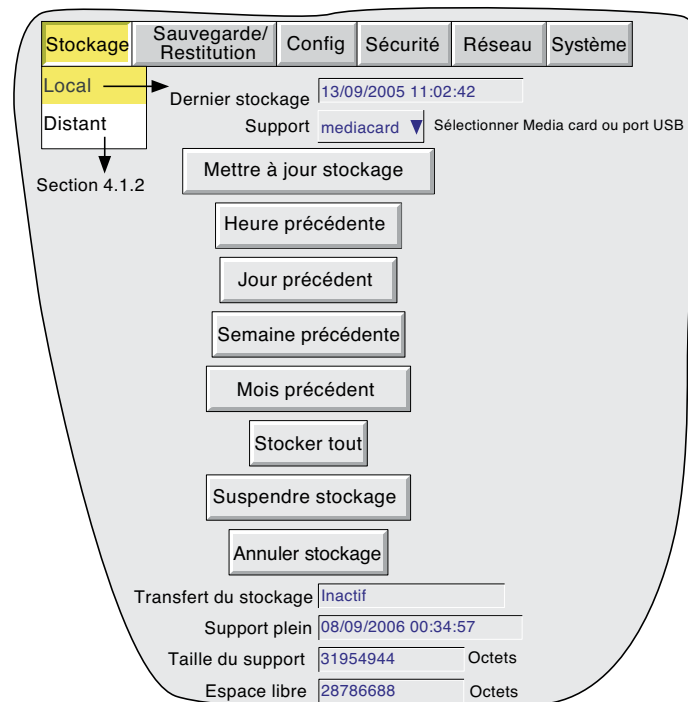 Stockage Sauvegarde/ Restitution Config Sécurité Réseau Système
Local
Distant
Section 4.1.2
Dernier stockage 13/09/2005 11:02:42
Support mediacard Sélectionner Media card ou port USB
Mettre à jour stockage
Heure précédente
Jour précédent
Semaine précédente
Mois précédent
Stocker tout
Suspendre stockage
Annuler stockage
Transfert du stockage Inactif
Support plein 08/09/2006 00:34:57
Taille du support 31954944 Octets
Espace libre 28786688 Octets